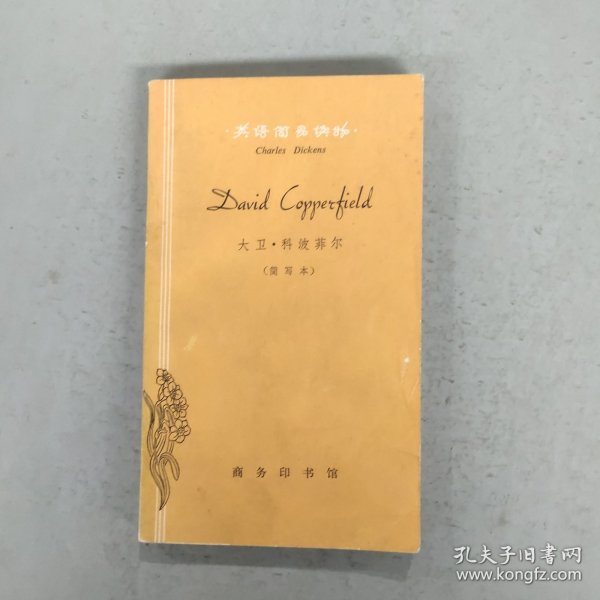 ·英语简易读物·
Charles Dickens
David Copperfield
大卫·科波菲尔
(简写本)
商务印书馆
孔夫子旧书网
www.kongfz.com